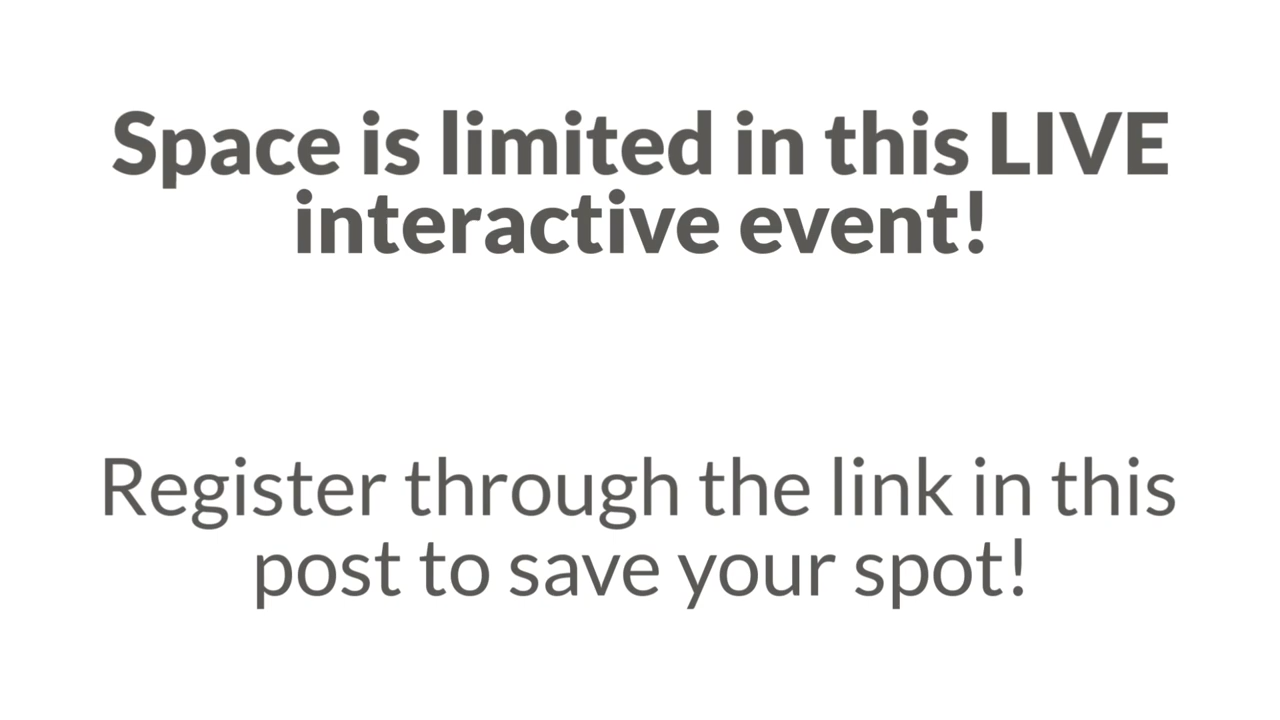 Space is limited in this LIVE
interactive event!
Register through the link in this
post to save your spot!